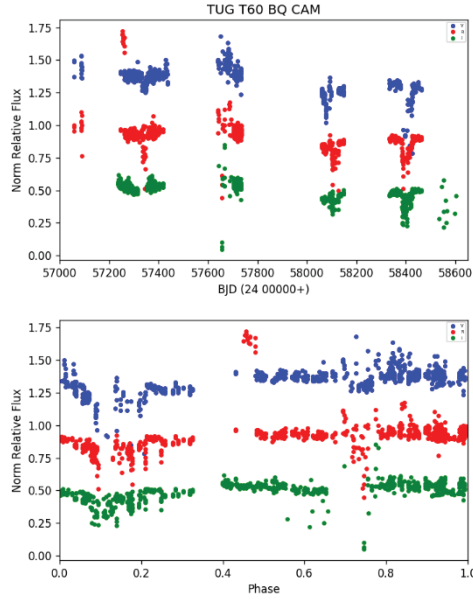 TUG T60 BQ CAM
V
R
I
Norm Relative Flux
1.75
1.50
1.25
1.00
0.75
0.50
0.25
0.00
57000 57200 57400 57600 57800 58000 58200 58400 58600
BJD (24 00000+)
Norm Relative Flux
1.75
1.50
1.25
1.00
0.75
0.50
0.25
0.00
0.0 0.2 0.4 0.6 0.8 1.0
Phase